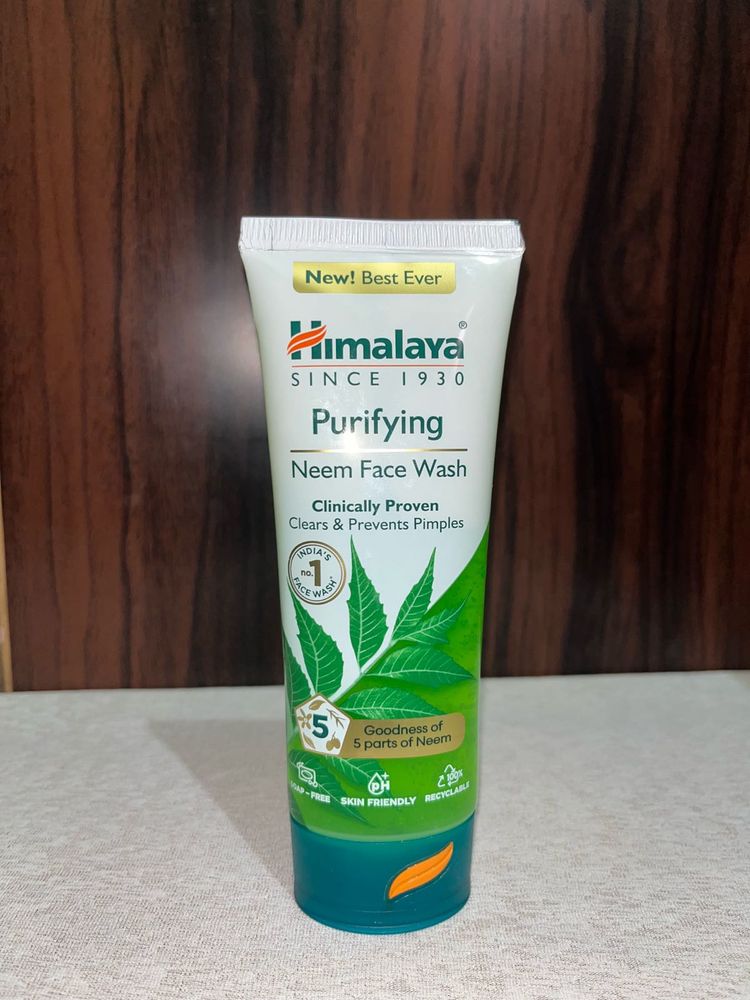 New! Best Ever
Himalaya®
SINCE 1930
Purifying
Neem Face Wash
Clinically Proven
Clears & Prevents Pimples
INDIA'S
no. 1
FACE WASH
5
Goodness of
5 parts of Neem
pH
100%
SOAP - FREE
SKIN FRIENDLY
RECYCLABLE